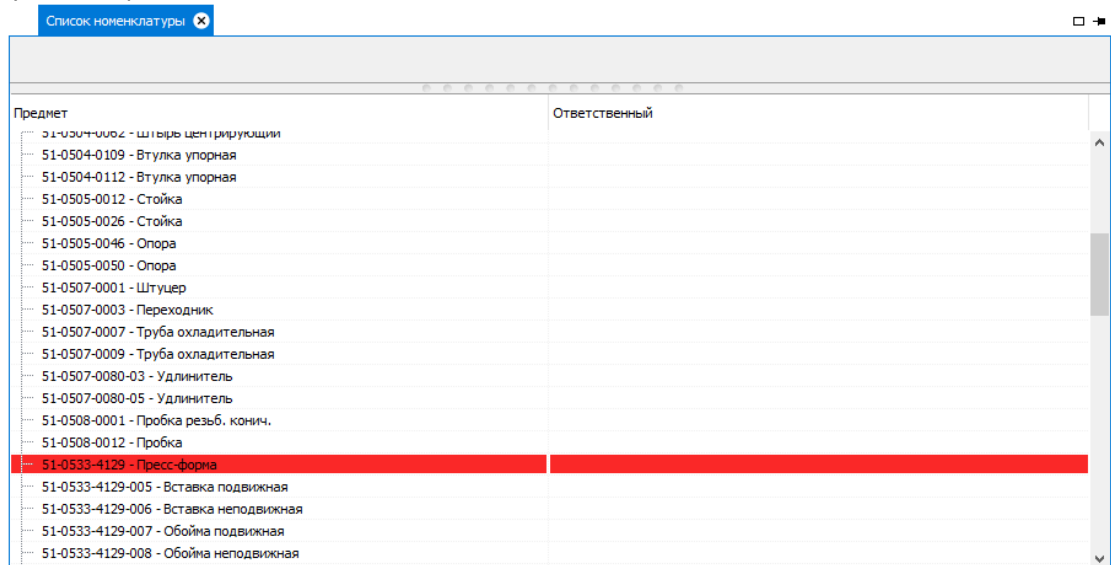 Список номенклатуры
Предмет Ответственный
51-0504-0062 - Штырь центрирующий
51-0504-0109 - Втулка упорная
51-0504-0112 - Втулка упорная
51-0505-0012 - Стойка
51-0505-0026 - Стойка
51-0505-0046 - Опора
51-0505-0050 - Опора
51-0507-0001 - Штуцер
51-0507-0003 - Переходник
51-0507-0007 - Труба охладительная
51-0507-0009 - Труба охладительная
51-0507-0080-03 - Удлинитель
51-0507-0080-05 - Удлинитель
51-0508-0001 - Пробка резьб. конич.
51-0508-0012 - Пробка
51-0533-4129 - Пресс-форма
51-0533-4129-005 - Вставка подвижная
51-0533-4129-006 - Вставка неподвижная
51-0533-4129-007 - Обойма подвижная
51-0533-4129-008 - Обойма неподвижная